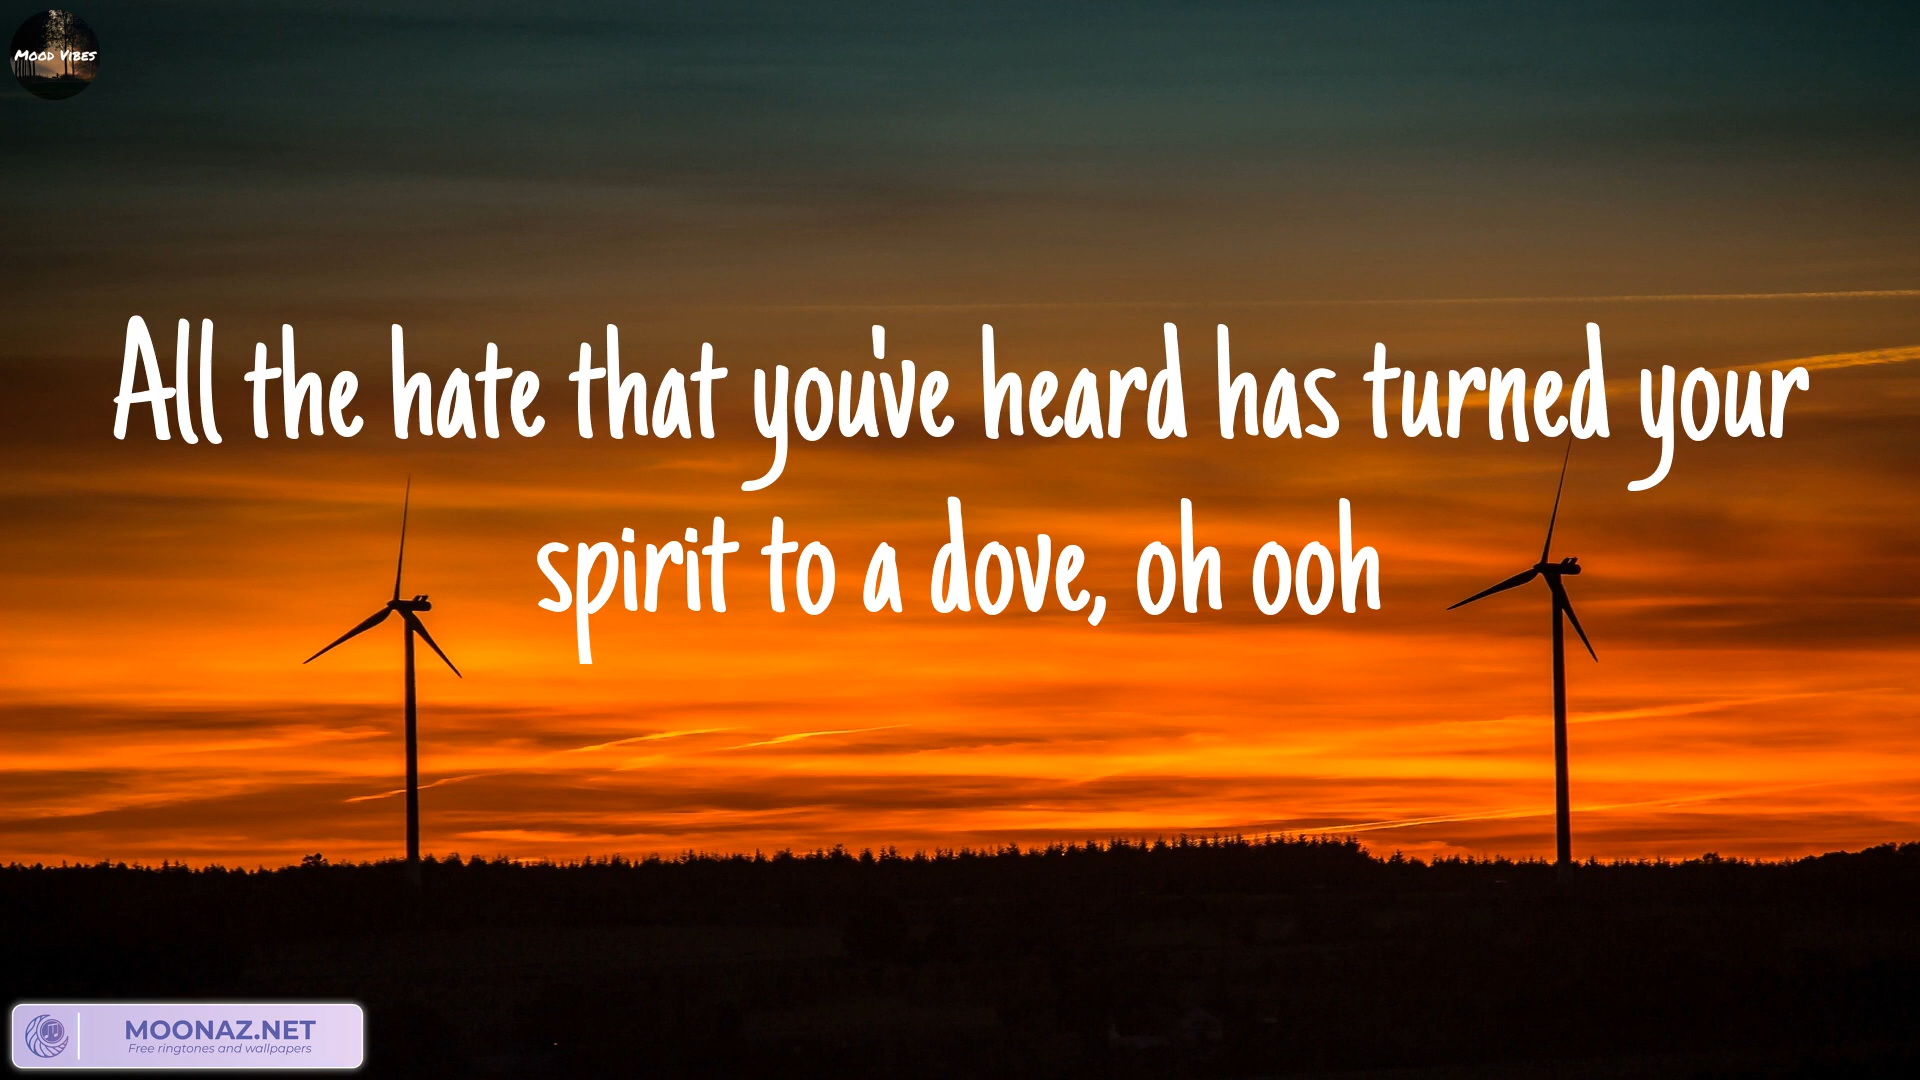 Mood Vibes
All the hate that you've heard has turned your
spirit to a dove, oh ooh
MOONAZ.NET
Free ringtones and wallpapers